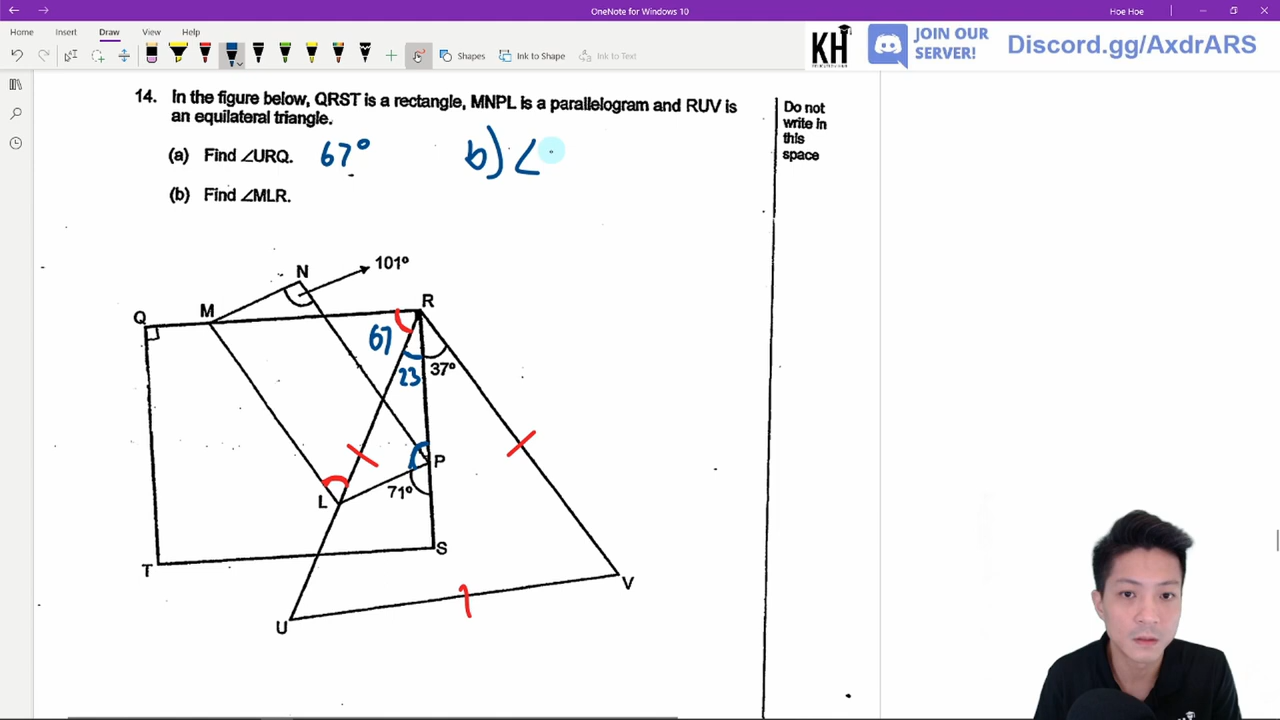 OneNote for Windows 10
Hoe Hoe
Home Insert Draw View Help
Shapes
Ink to Shape
Ink to Text
KH
JOIN OUR
SERVER!
Discord.gg/AxdrARS
14. In the figure below, QRST is a rectangle, MNPL is a parallelogram and RUV is
an equilateral triangle.
(a) Find ∠URQ. 67°
b) ∠
(b) Find ∠MLR.
Do not
write in
this
space
N
101°
Q
M
R
67
23
37°
P
L
71°
S
T
V
U